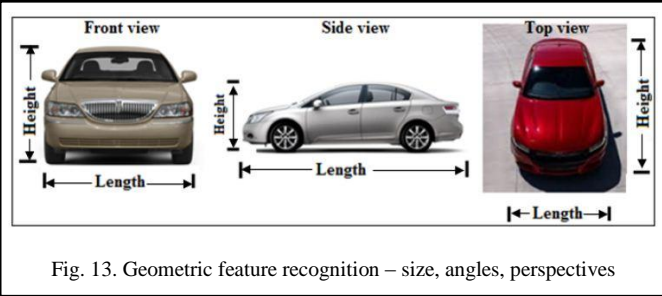 Front view
Side view
Top view
Height
Length
Height
Length
Height
Length
Fig. 13. Geometric feature recognition – size, angles, perspectives